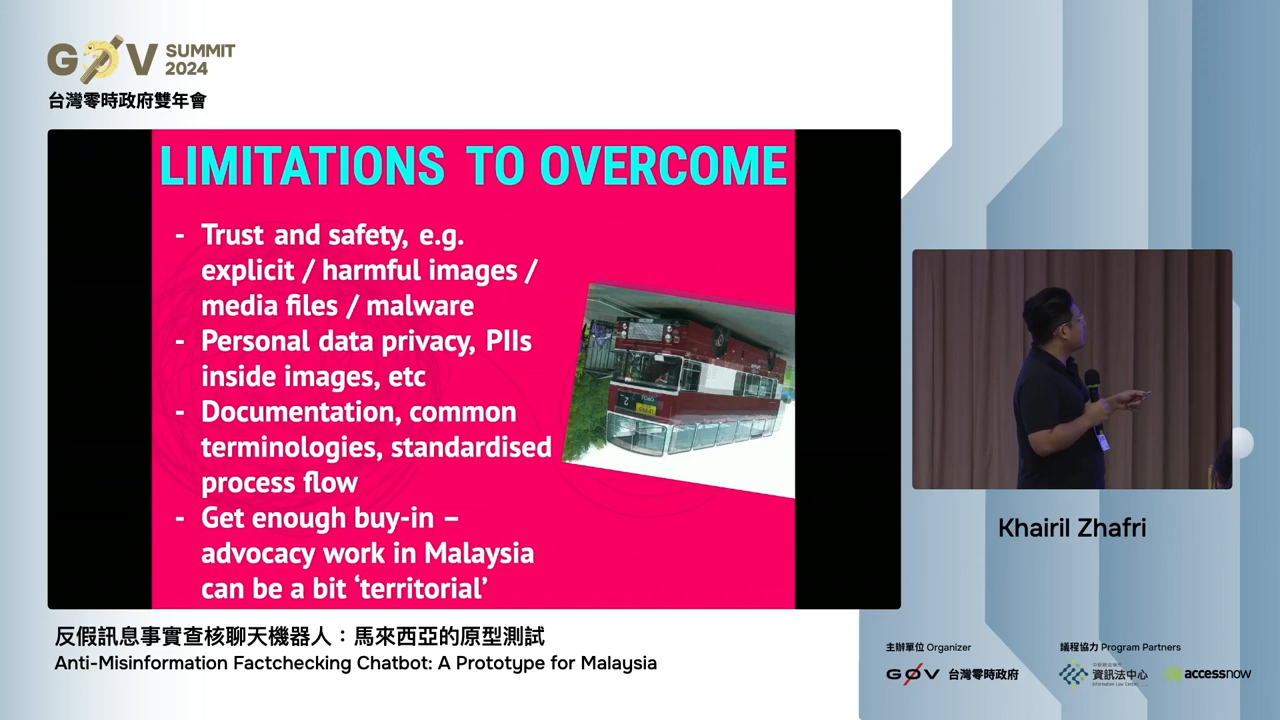 G0V SUMMIT 2024
台灣零時政府雙年會
LIMITATIONS TO OVERCOME
- Trust and safety, e.g.
explicit / harmful images /
media files / malware
- Personal data privacy, PIIs
inside images, etc
- Documentation, common
terminologies, standardised
process flow
- Get enough buy-in –
advocacy work in Malaysia
can be a bit ‘territorial’
Khairil Zhafri
反假訊息事實查核聊天機器人：馬來西亞的原型測試
Anti-Misinformation Factchecking Chatbot: A Prototype for Malaysia
主辦單位 Organizer
G0V 台灣零時政府
議程協力 Program Partners
資訊法中心
Information Law Center
accessnow